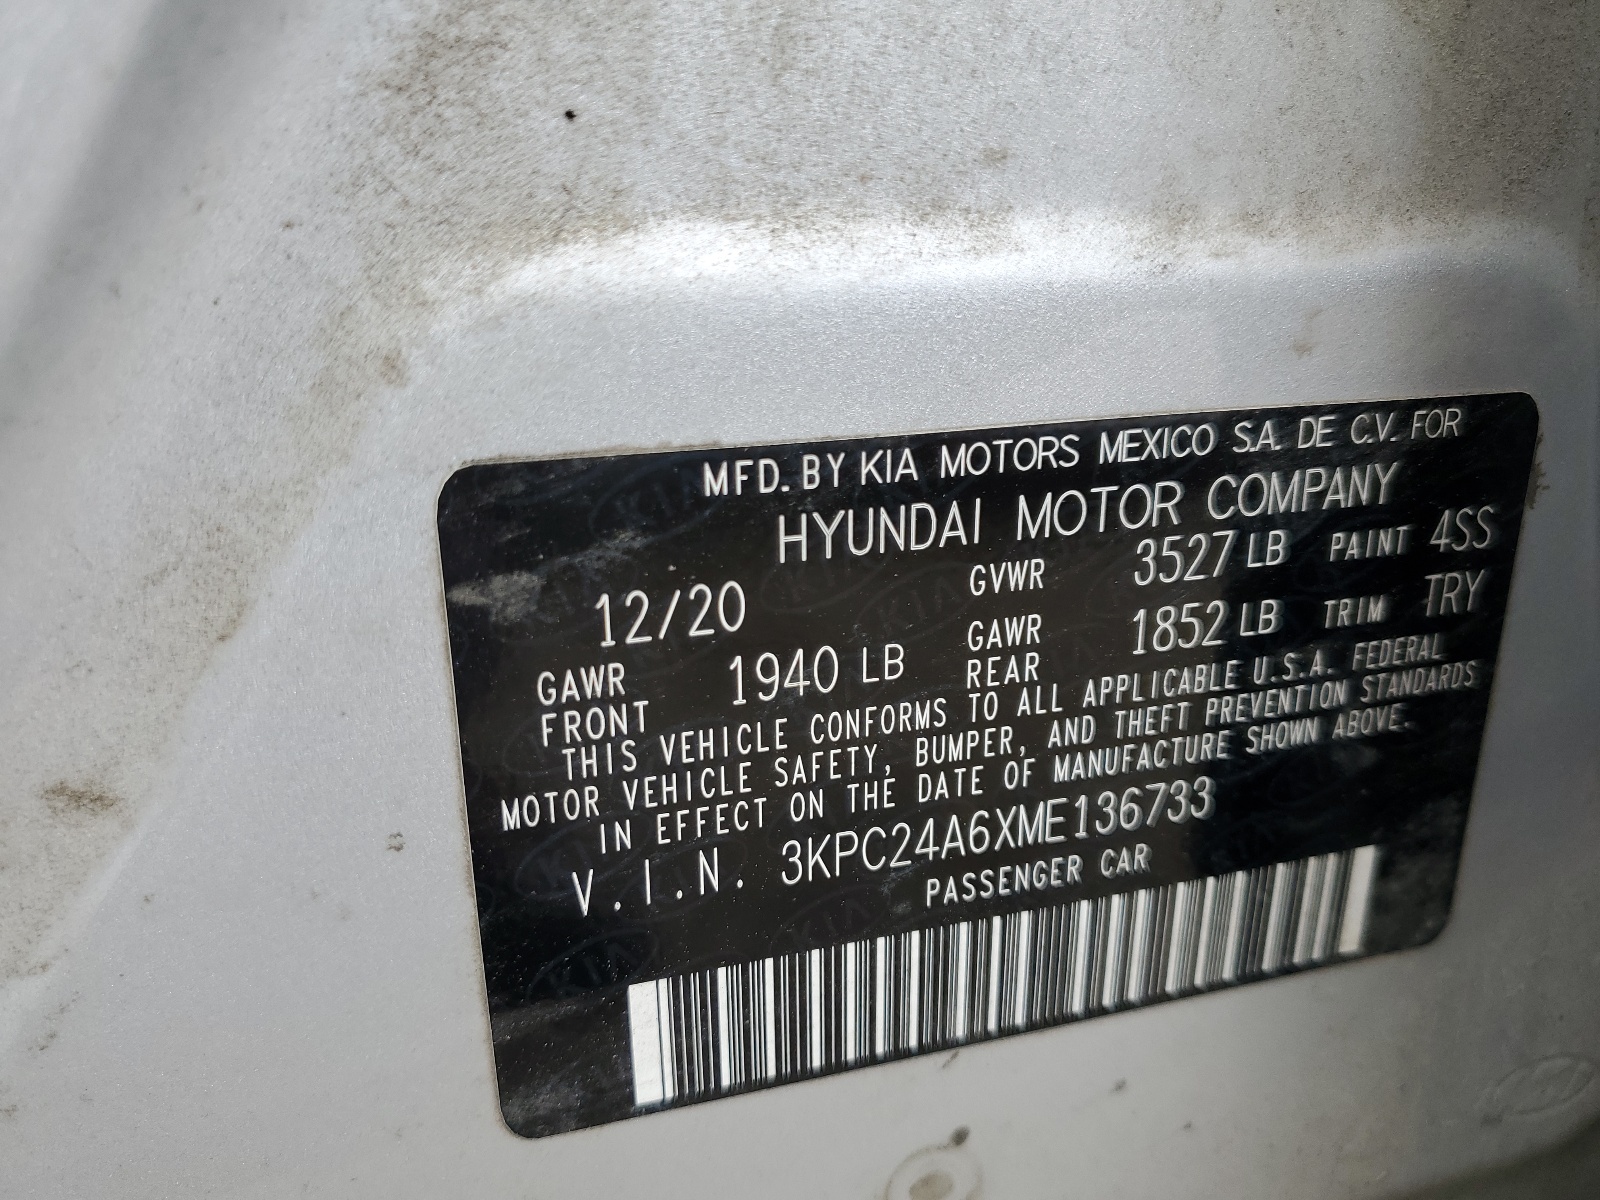 MFD. BY KIA MOTORS MEXICO S.A. DE C.V. FOR
HYUNDAI MOTOR COMPANY
12/20 GVWR 3527 LB PAINT 4SS
GAWR FRONT 1940 LB GAWR REAR 1852 LB TRIM TRY
THIS VEHICLE CONFORMS TO ALL APPLICABLE U.S.A. FEDERAL
MOTOR VEHICLE SAFETY, BUMPER, AND THEFT PREVENTION STANDARDS
IN EFFECT ON THE DATE OF MANUFACTURE SHOWN ABOVE.
V.I.N. 3KPC24A6XME136733
PASSENGER CAR